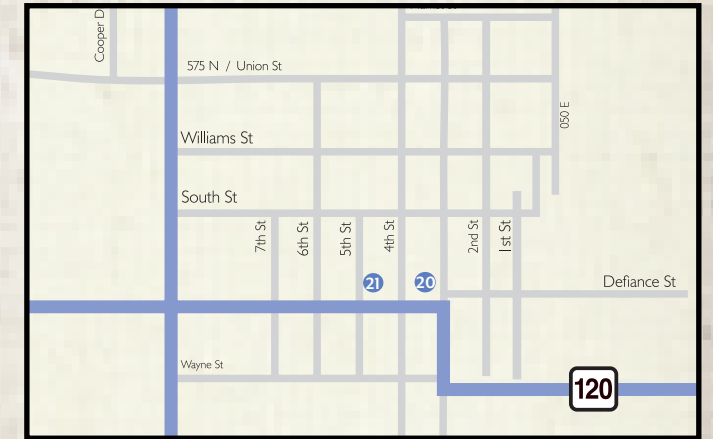 Cooper D
575 N / Union St
050 E
Williams St
South St
7th St
6th St
5th St
4th St
2nd St
1st St
21
20
Defiance St
Wayne St
120